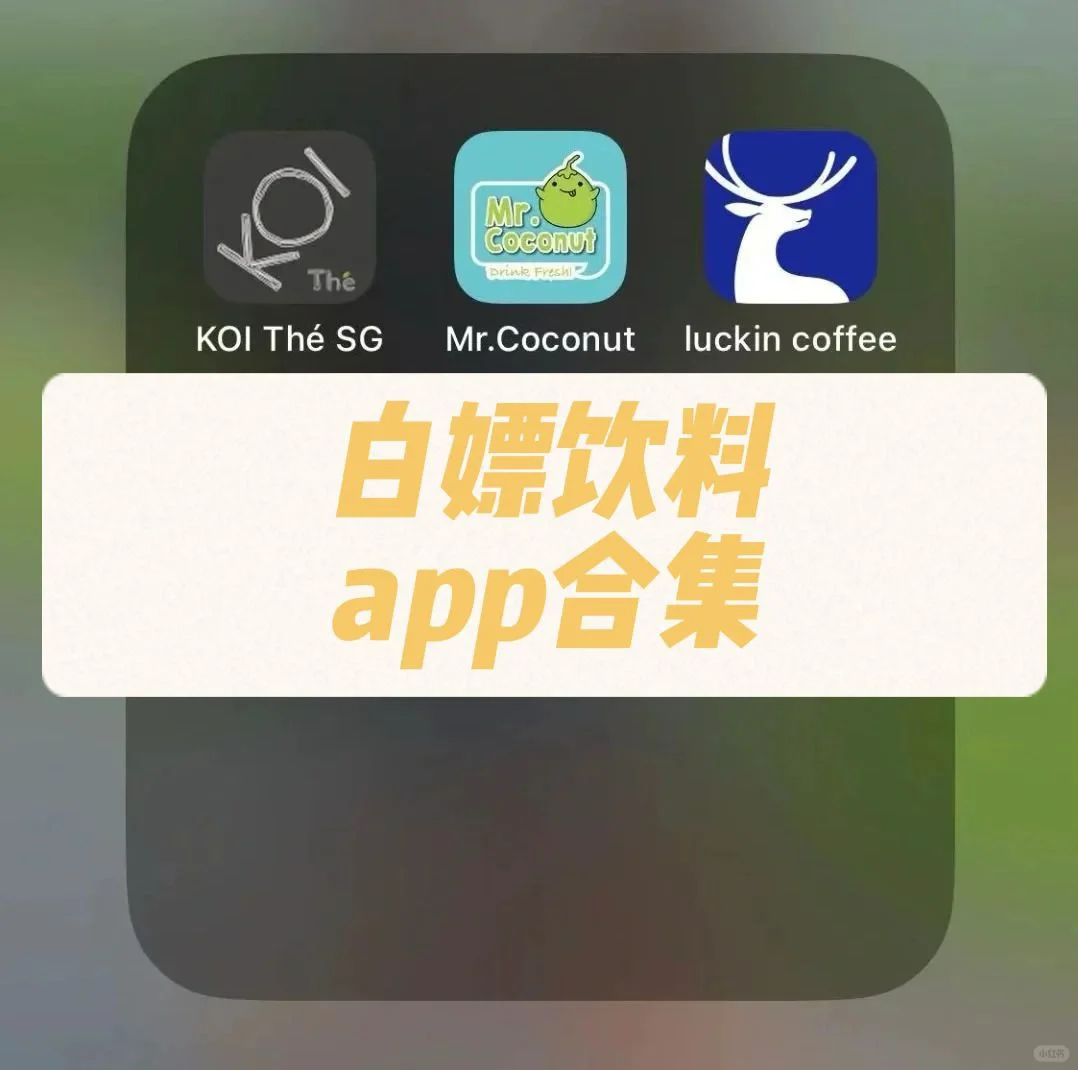 KOI
Thé
Mr.
Coconut
Drink Fresh!
KOI Thé SG
Mr.Coconut
luckin coffee
白嫖饮料
app合集
小红书